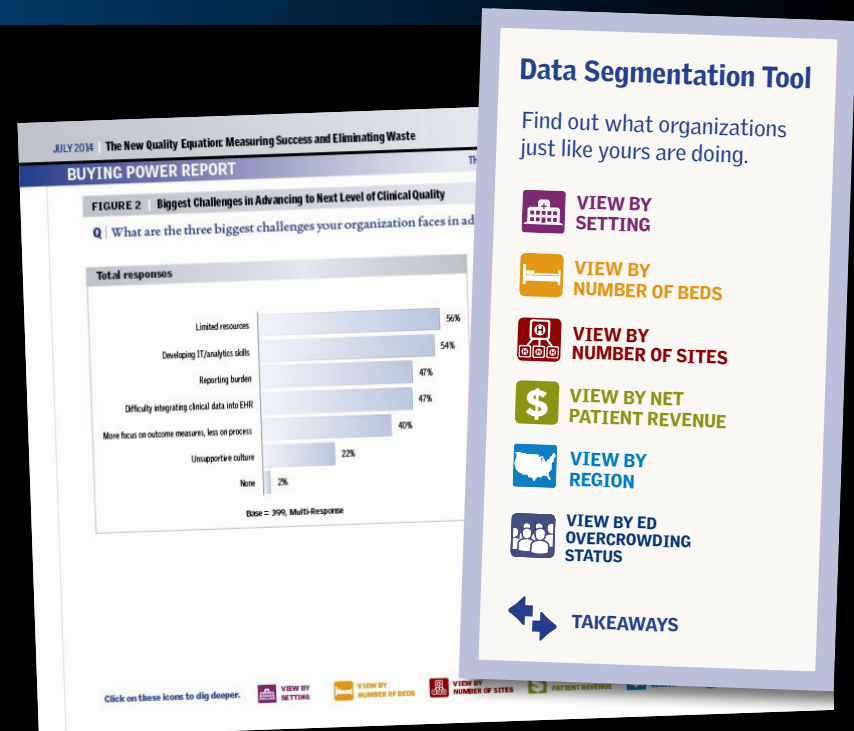 JULY 2014 | The New Quality Equation: Measuring Success and Eliminating Waste
BUYING POWER REPORT
TH
FIGURE 2 | Biggest Challenges in Advancing to Next Level of Clinical Quality
Q | What are the three biggest challenges your organization faces in ad
Total responses
Limited resources 56%
Developing IT/analytics skills 54%
Reporting burden 47%
Difficulty integrating clinical data into EHR 47%
More focus on outcome measures, less on process 40%
Unsupportive culture 22%
None 2%
Base = 399, Multi-Response
Click on these icons to dig deeper.
VIEW BY
SETTING
VIEW BY
NUMBER OF BEDS
VIEW BY
NUMBER OF SITES
PATIENT REVENUE
Data Segmentation Tool
Find out what organizations
just like yours are doing.
VIEW BY
SETTING
VIEW BY
NUMBER OF BEDS
VIEW BY
NUMBER OF SITES
$
VIEW BY NET
PATIENT REVENUE
VIEW BY
REGION
VIEW BY ED
OVERCROWDING
STATUS
TAKEAWAYS